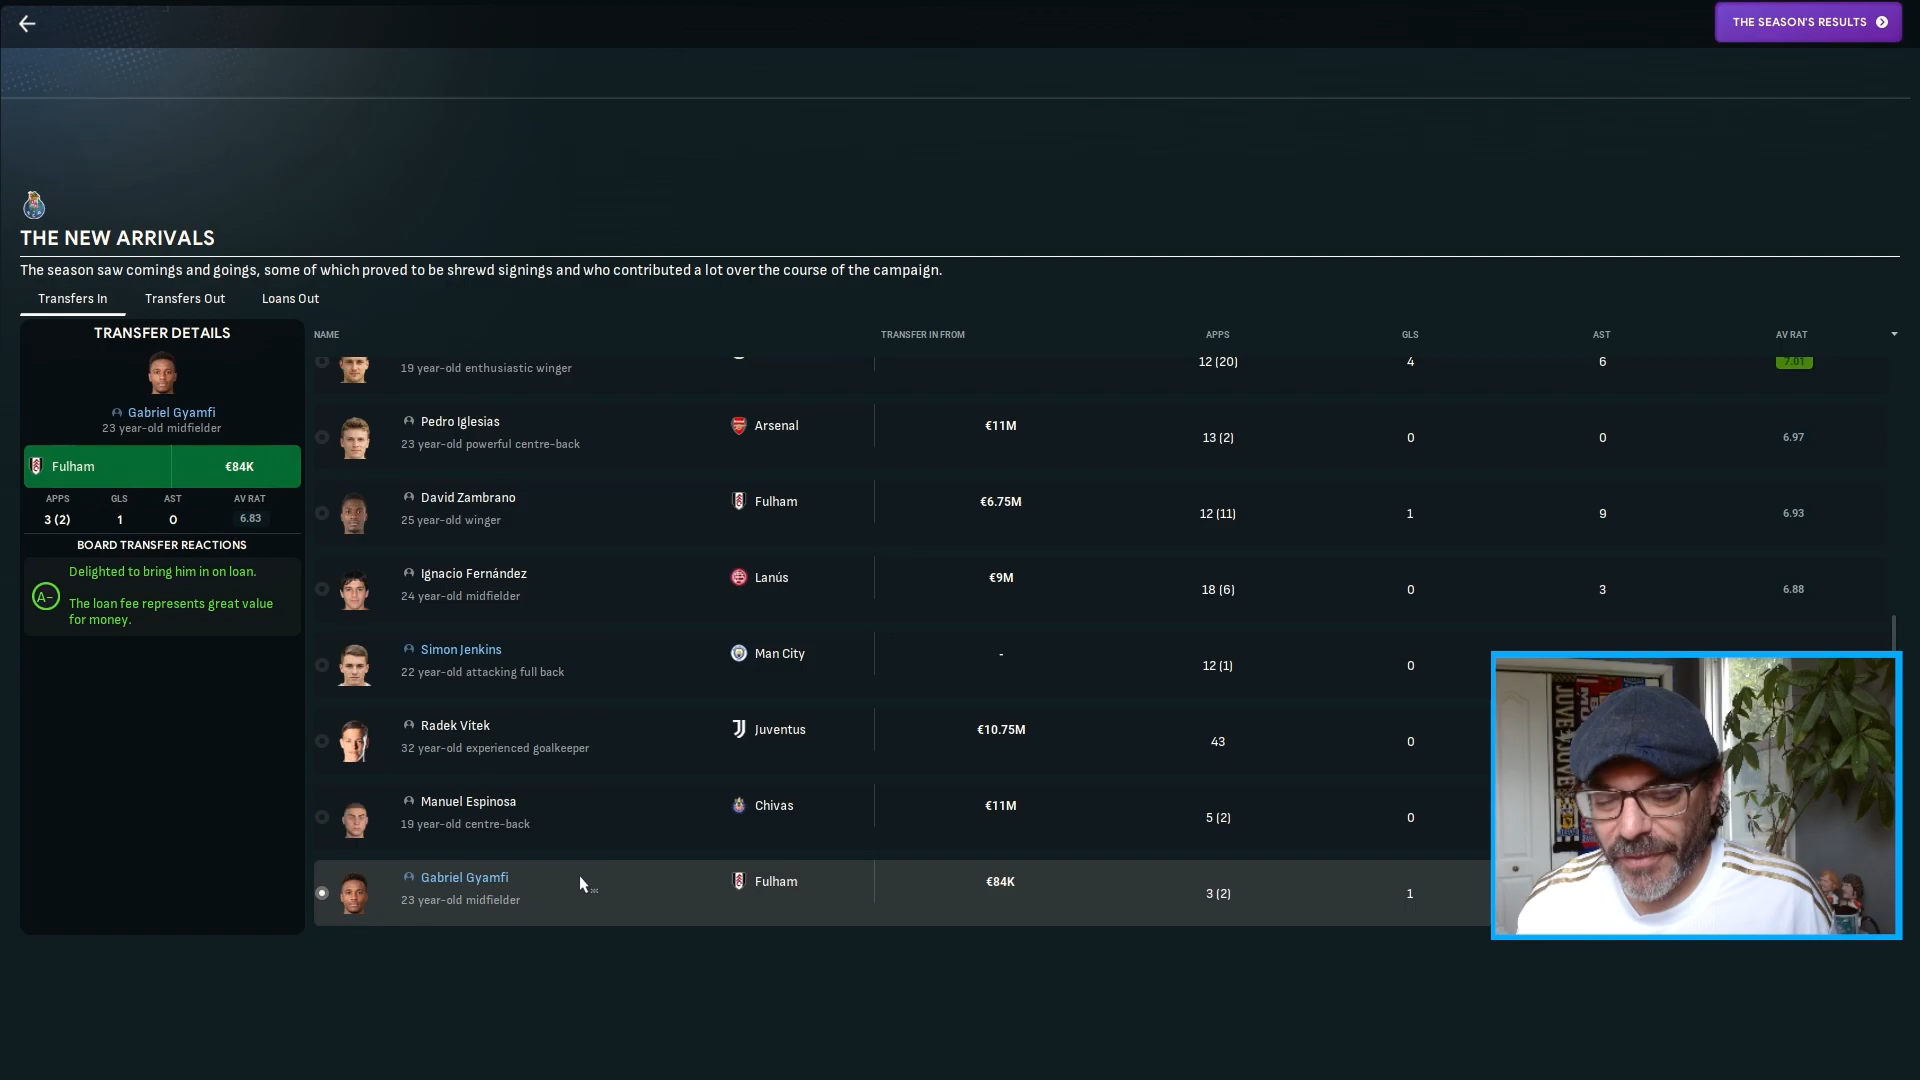 THE SEASON'S RESULTS
THE NEW ARRIVALS
The season saw comings and goings, some of which proved to be shrewd signings and who contributed a lot over the course of the campaign.
Transfers In Transfers Out Loans Out
TRANSFER DETAILS
Gabriel Gyamfi
23 year-old midfielder
Fulham €84K
APPS GLS AST AV RAT
3 (2) 1 0 6.83
BOARD TRANSFER REACTIONS
A-
Delighted to bring him in on loan.
The loan fee represents great value
for money.
NAME TRANSFER IN FROM APPS GLS AST AV RAT
19 year-old enthusiastic winger 12 (20) 4 6 7.01
Pedro Iglesias Arsenal €11M
23 year-old powerful centre-back 13 (2) 0 0 6.97
David Zambrano Fulham €6.75M
25 year-old winger 12 (11) 1 9 6.93
Ignacio Fernández Lanús €9M
24 year-old midfielder 18 (6) 0 3 6.88
Simon Jenkins Man City -
22 year-old attacking full back 12 (1) 0
Radek Vítek Juventus €10.75M
32 year-old experienced goalkeeper 43 0
Manuel Espinosa Chivas €11M
19 year-old centre-back 5 (2) 0
Gabriel Gyamfi Fulham €84K
23 year-old midfielder 3 (2) 1